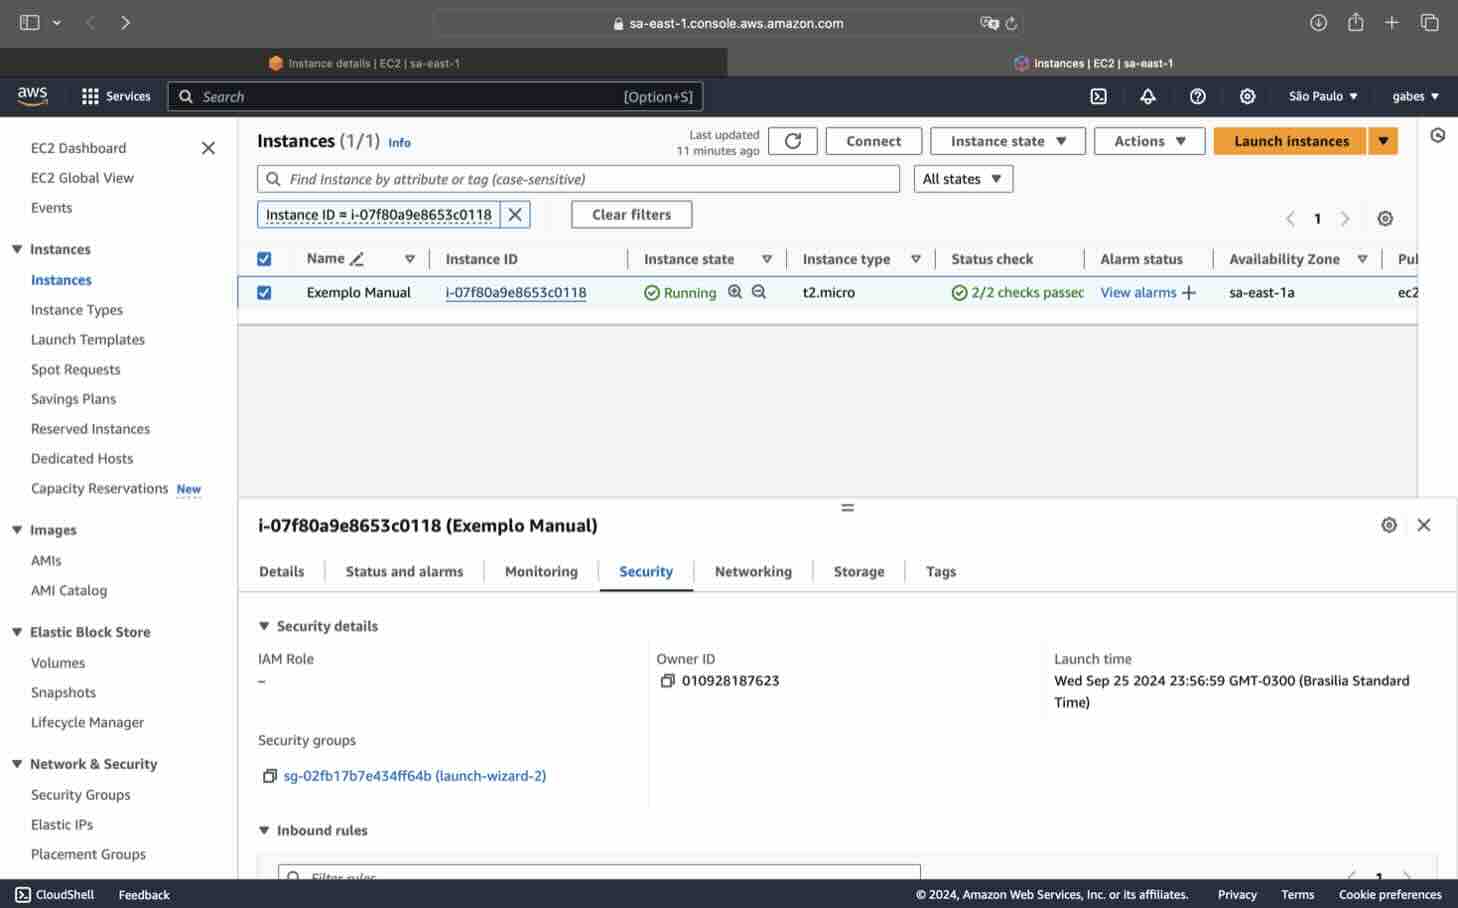 sa-east-1.console.aws.amazon.com
Instance details | EC2 | sa-east-1
Instances | EC2 | sa-east-1
aws
Services
Search
[Option+S]
São Paulo
gabes
EC2 Dashboard
EC2 Global View
Events
Instances
Instances
Instance Types
Launch Templates
Spot Requests
Savings Plans
Reserved Instances
Dedicated Hosts
Capacity Reservations New
Images
AMIs
AMI Catalog
Elastic Block Store
Volumes
Snapshots
Lifecycle Manager
Network & Security
Security Groups
Elastic IPs
Placement Groups
Instances (1/1) Info
Last updated
11 minutes ago
Connect
Instance state
Actions
Launch instances
Find Instance by attribute or tag (case-sensitive)
All states
Instance ID = i-07f80a9e8653c0118
Clear filters
1
Name Instance ID Instance state Instance type Status check Alarm status Availability Zone Pul
Exemplo Manual i-07f80a9e8653c0118 Running t2.micro 2/2 checks passec View alarms + sa-east-1a ec2
i-07f80a9e8653c0118 (Exemplo Manual)
Details
Status and alarms
Monitoring
Security
Networking
Storage
Tags
Security details
IAM Role
–
Owner ID
010928187623
Launch time
Wed Sep 25 2024 23:56:59 GMT-0300 (Brasilia Standard
Time)
Security groups
sg-02fb17b7e434ff64b (launch-wizard-2)
Inbound rules
Filter rules
1
CloudShell
Feedback
© 2024, Amazon Web Services, Inc. or its affiliates.
Privacy
Terms
Cookie preferences